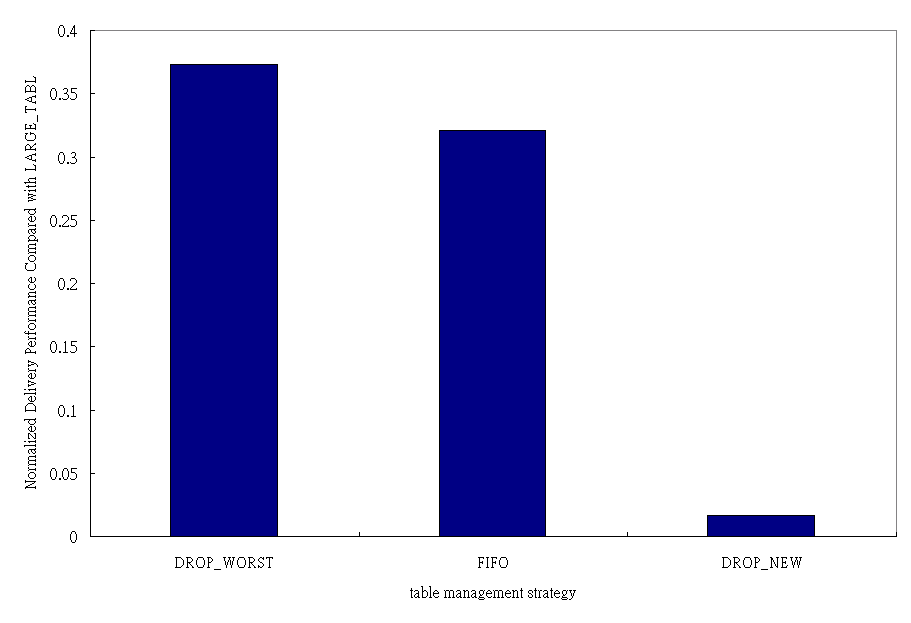 0.4
0.35
0.3
0.25
0.2
0.15
0.1
0.05
0
Normalized Delivery Performance Compared with LARGE_TABL
DROP_WORST
FIFO
DROP_NEW
table management strategy